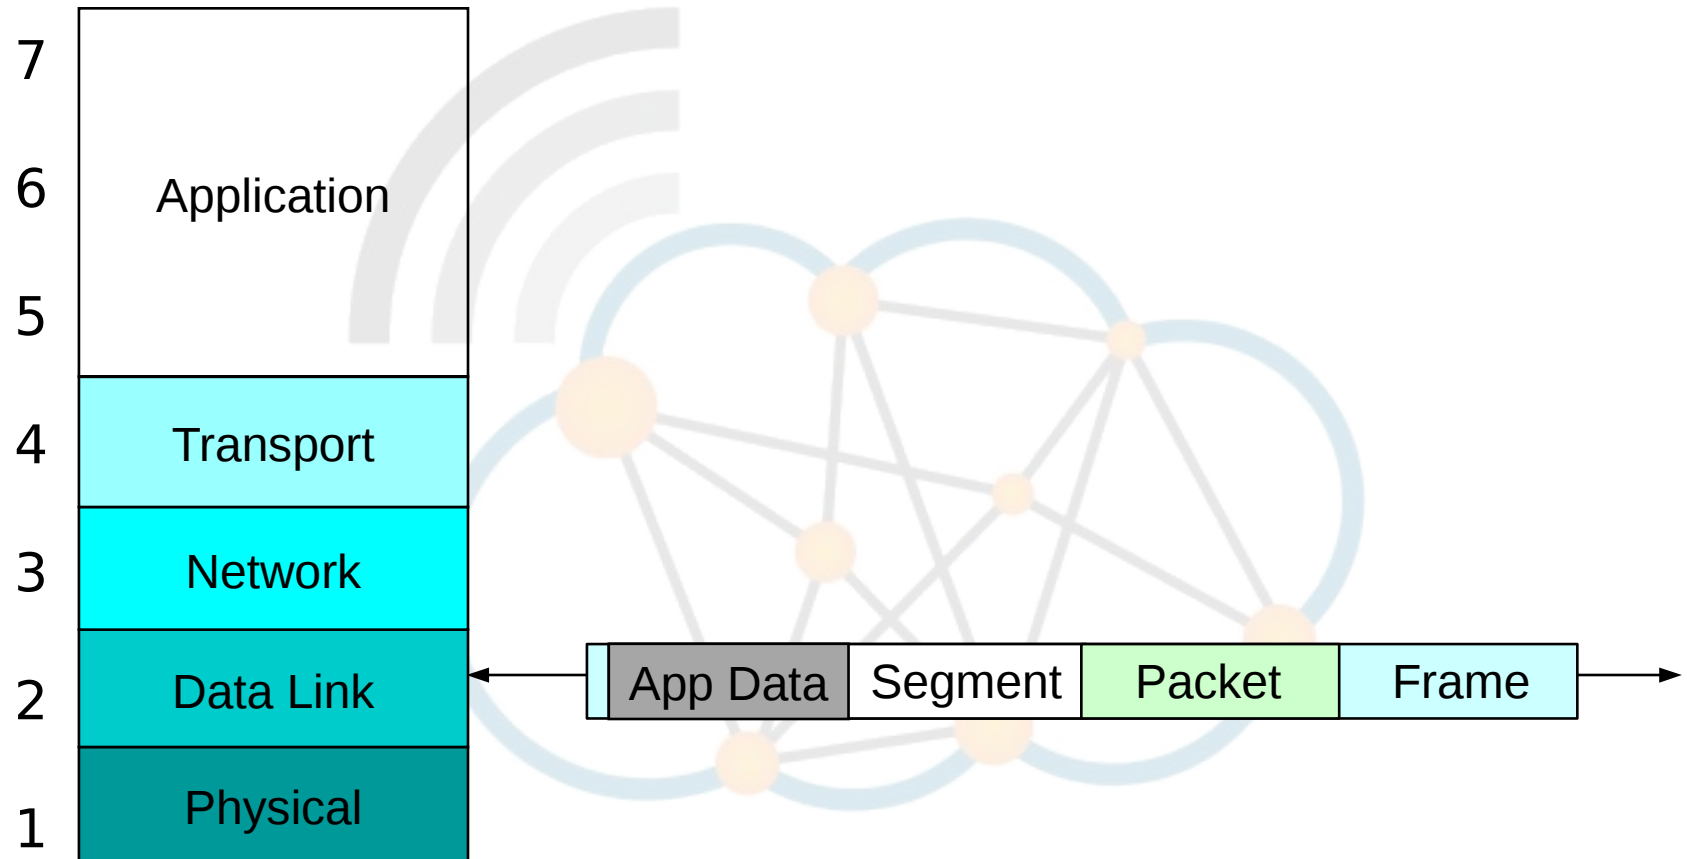 7
6
Application
5
4
Transport
3
Network
2
Data Link
App Data Segment Packet Frame
1
Physical